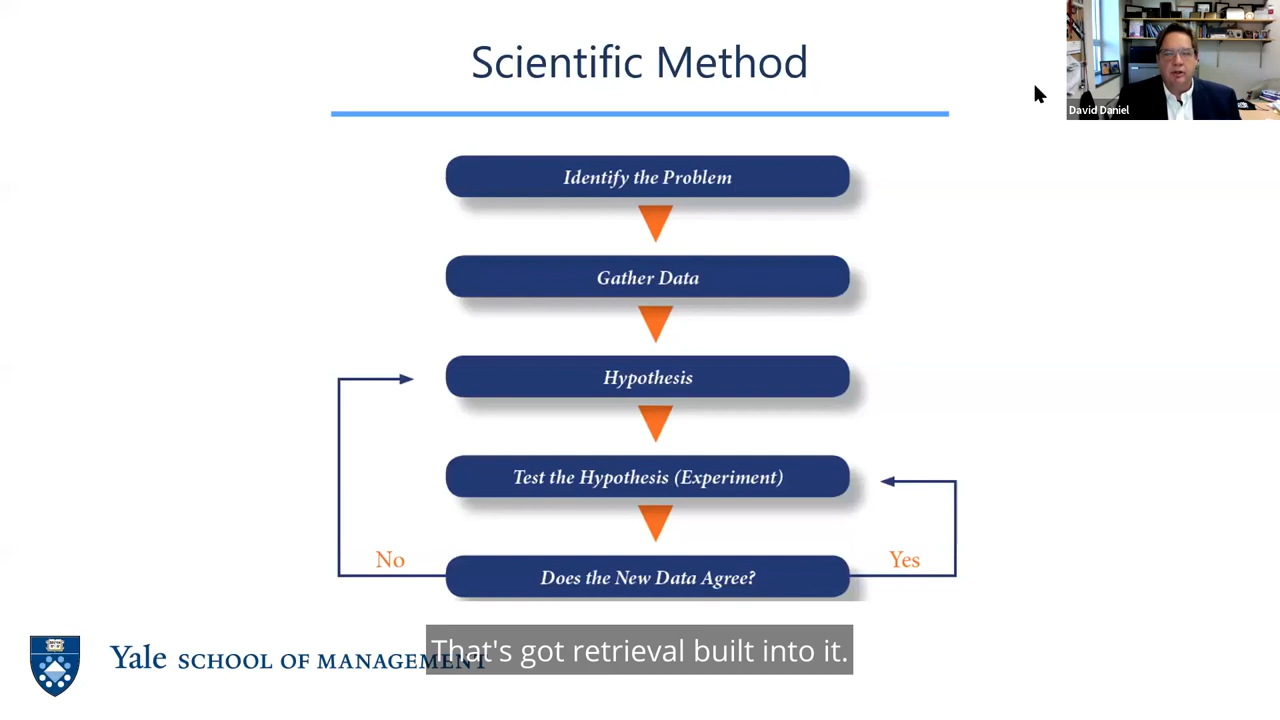 Scientific Method
David Daniel
Identify the Problem
Gather Data
Hypothesis
Test the Hypothesis (Experiment)
No
Yes
Does the New Data Agree?
That's got retrieval built into it.
Yale SCHOOL OF MANAGEMENT